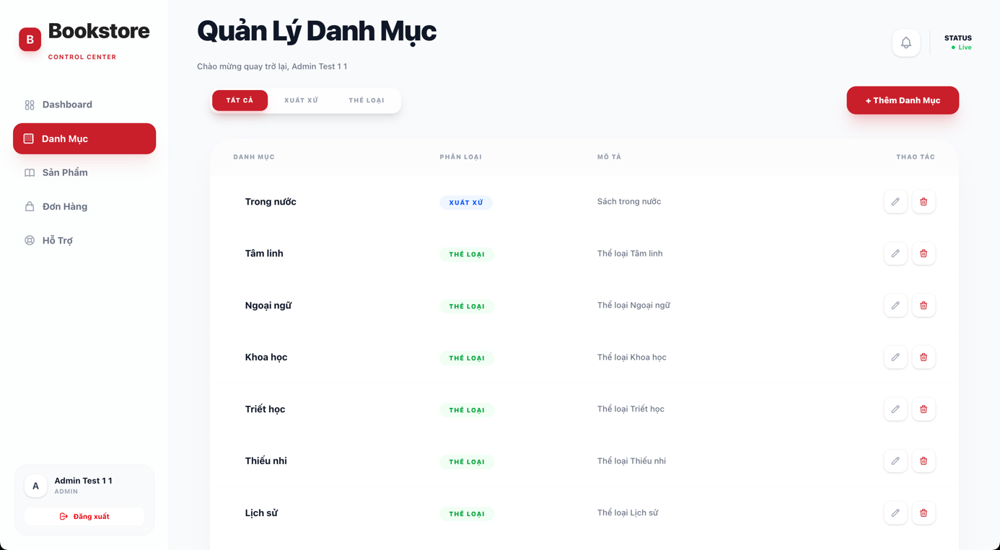 B
Bookstore
CONTROL CENTER
Dashboard
Danh Mục
Sản Phẩm
Đơn Hàng
Hỗ Trợ
A
Admin Test 1 1
ADMIN
Đăng xuất
Quản Lý Danh Mục
Chào mừng quay trở lại, Admin Test 1 1
STATUS
Live
TẤT CẢ XUẤT XỨ THỂ LOẠI
+ Thêm Danh Mục
DANH MỤC PHÂN LOẠI MÔ TẢ THAO TÁC
Trong nước XUẤT XỨ Sách trong nước
Tâm linh THỂ LOẠI Thể loại Tâm linh
Ngoại ngữ THỂ LOẠI Thể loại Ngoại ngữ
Khoa học THỂ LOẠI Thể loại Khoa học
Triết học THỂ LOẠI Thể loại Triết học
Thiếu nhi THỂ LOẠI Thể loại Thiếu nhi
Lịch sử THỂ LOẠI Thể loại Lịch sử